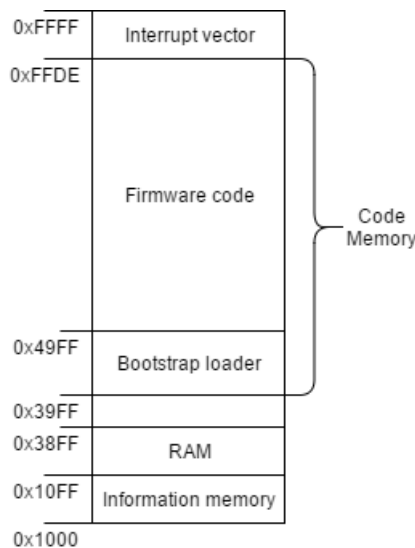 0xFFFF
Interrupt vector
0xFFDE
Firmware code
Code
Memory
0x49FF
Bootstrap loader
0x39FF
0x38FF
RAM
0x10FF
Information memory
0x1000